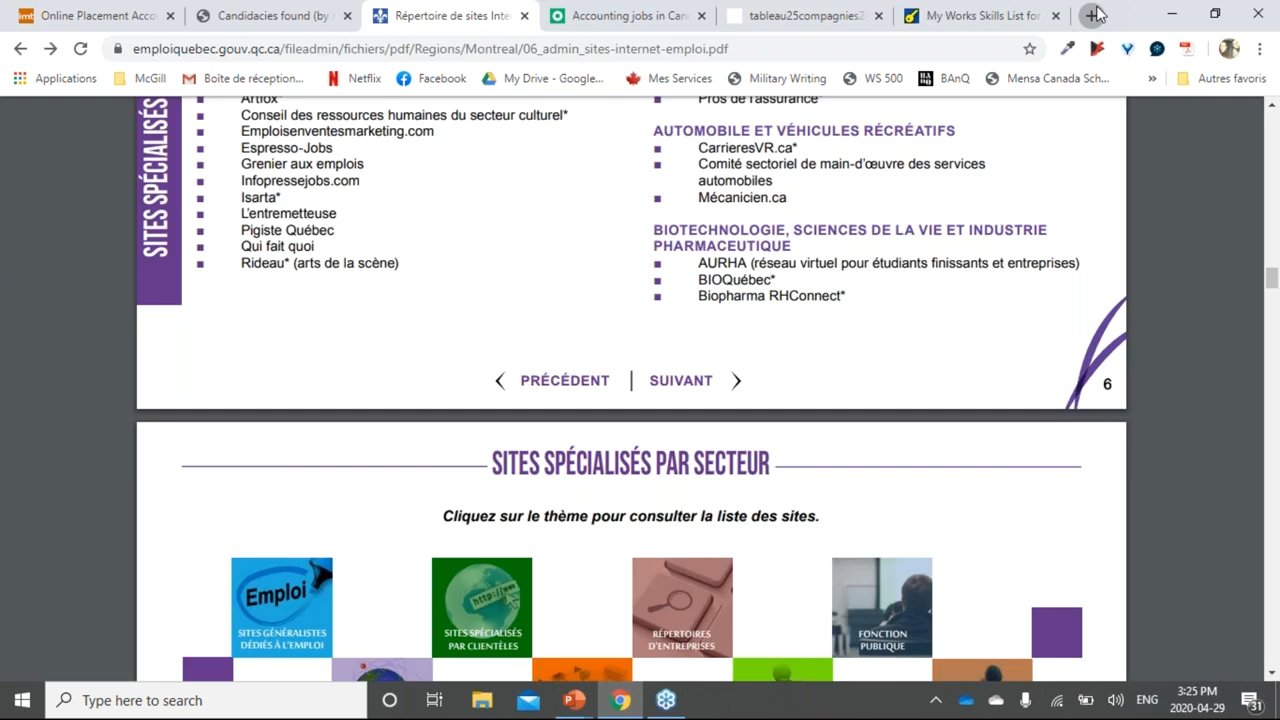 Online Placement Acco
Candidacies found (by r
Répertoire de sites Inte
Accounting jobs in Can
tableau25compagnies2
My Works Skills List for
emploiquebec.gouv.qc.ca/fileadmin/fichiers/pdf/Regions/Montreal/06_admin_sites-internet-emploi.pdf
Applications
McGill
Boîte de réception...
Netflix
Facebook
My Drive - Google...
Mes Services
Military Writing
WS 500
BAnQ
Mensa Canada Sch...
»
Autres favoris
SITES SPÉCIALISÉS
Artfox*
Conseil des ressources humaines du secteur culturel*
Emploisenventesmarketing.com
Espresso-Jobs
Grenier aux emplois
Infopressejobs.com
Isarta*
L'entremetteuse
Pigiste Québec
Qui fait quoi
Rideau* (arts de la scène)
Pros de l'assurance*
AUTOMOBILE ET VÉHICULES RÉCRÉATIFS
CarrieresVR.ca*
Comité sectoriel de main-d'œuvre des services
automobiles
Mécanicien.ca
BIOTECHNOLOGIE, SCIENCES DE LA VIE ET INDUSTRIE
PHARMACEUTIQUE
AURHA (réseau virtuel pour étudiants finissants et entreprises)
BIOQuébec*
Biopharma RHConnect*
PRÉCÉDENT | SUIVANT
6
SITES SPÉCIALISÉS PAR SECTEUR
Cliquez sur le thème pour consulter la liste des sites.
Emploi
SITES GÉNÉRALISTES
DÉDIÉS À L'EMPLOI
http://www
SITES SPÉCIALISÉS
PAR CLIENTÈLES
RÉPERTOIRES
D'ENTREPRISES
FONCTION
PUBLIQUE
Type here to search
ENG
3:25 PM
2020-04-29
31